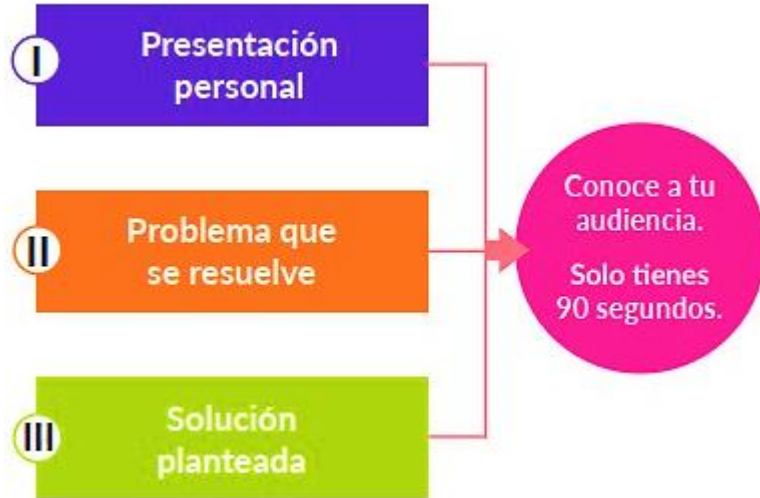 I
Presentación
personal
II
Problema que
se resuelve
III
Solución
planteada
Conoce a tu
audiencia.
Solo tienes
90 segundos.